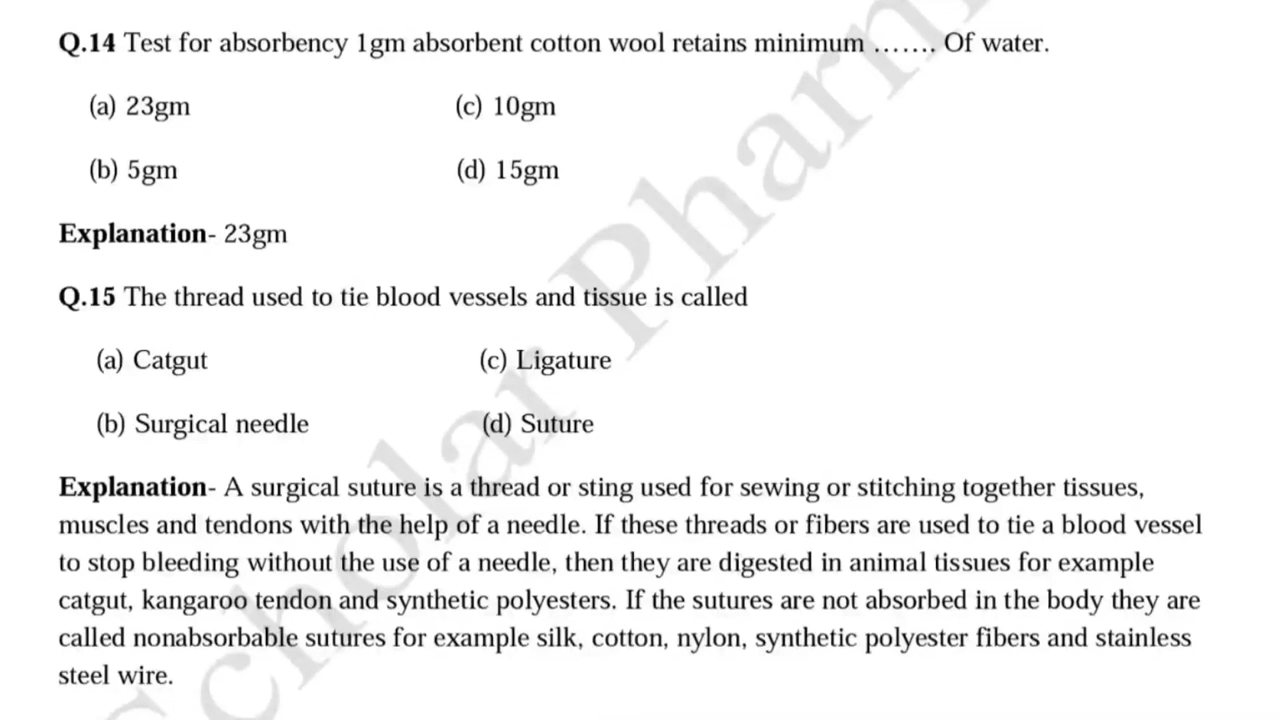 Q.14 Test for absorbency 1gm absorbent cotton wool retains minimum ....... Of water.
(a) 23gm (c) 10gm
(b) 5gm (d) 15gm
Explanation- 23gm
Q.15 The thread used to tie blood vessels and tissue is called
(a) Catgut (c) Ligature
(b) Surgical needle (d) Suture
Explanation- A surgical suture is a thread or sting used for sewing or stitching together tissues,
muscles and tendons with the help of a needle. If these threads or fibers are used to tie a blood vessel
to stop bleeding without the use of a needle, then they are digested in animal tissues for example
catgut, kangaroo tendon and synthetic polyesters. If the sutures are not absorbed in the body they are
called nonabsorbable sutures for example silk, cotton, nylon, synthetic polyester fibers and stainless
steel wire.
Scholar Pharm